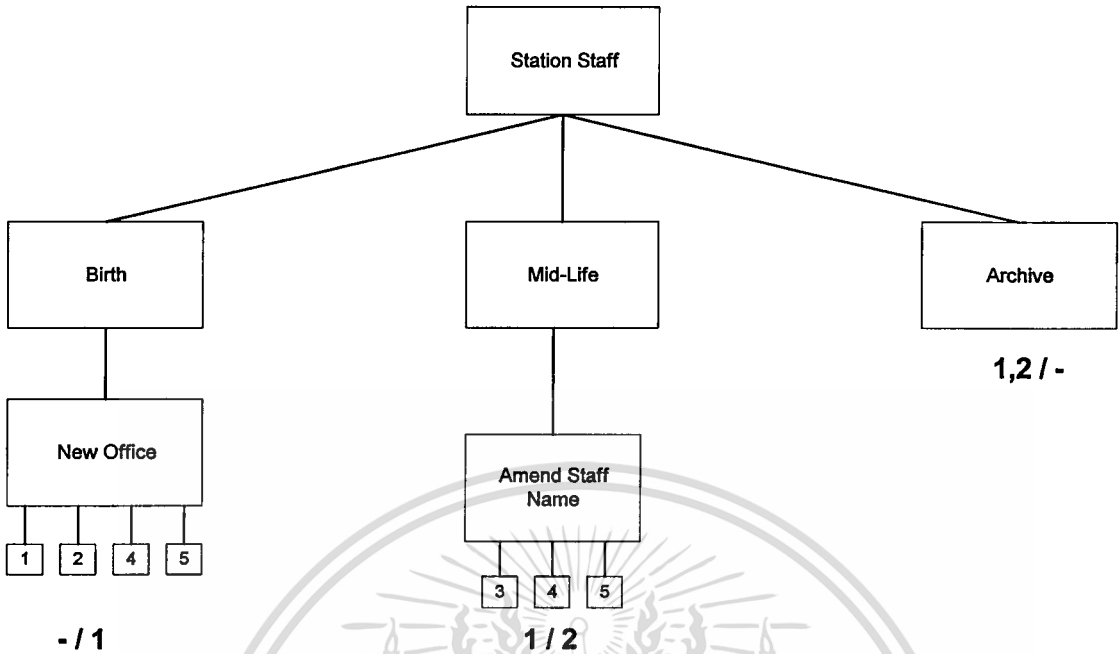 Station Staff
Birth
Mid-Life
Archive
1,2 / -
New Office
Amend Staff
Name
1 2 4 5
3 4 5
- / 1
1 / 2